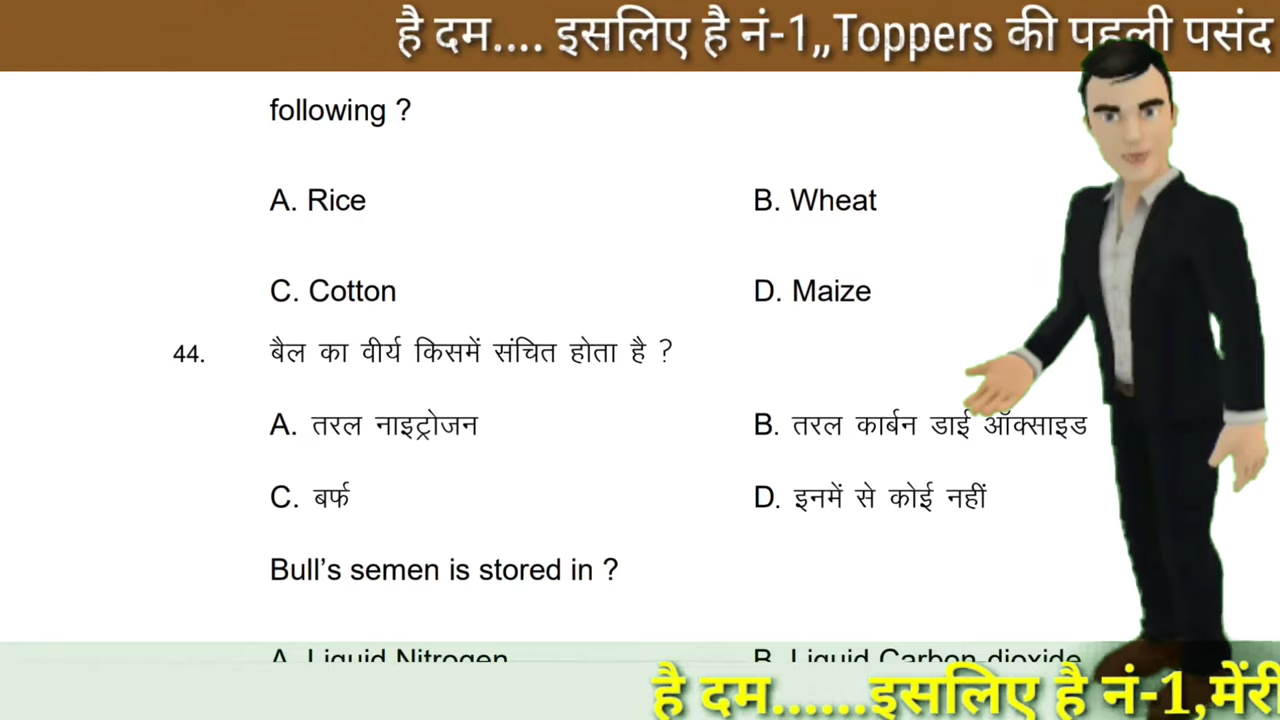 है दम.... इसलिए है नं-1,,Toppers की पहली पसंद
following ?
A. Rice B. Wheat
C. Cotton D. Maize
44. बैल का वीर्य किसमें संचित होता है ?
A. तरल नाइट्रोजन B. तरल कार्बन डाई ऑक्साइड
C. बर्फ D. इनमें से कोई नहीं
Bull's semen is stored in ?
A. Liquid Nitrogen B. Liquid Carbon dioxide
है दम......इसलिए है नं-1,मेंरी